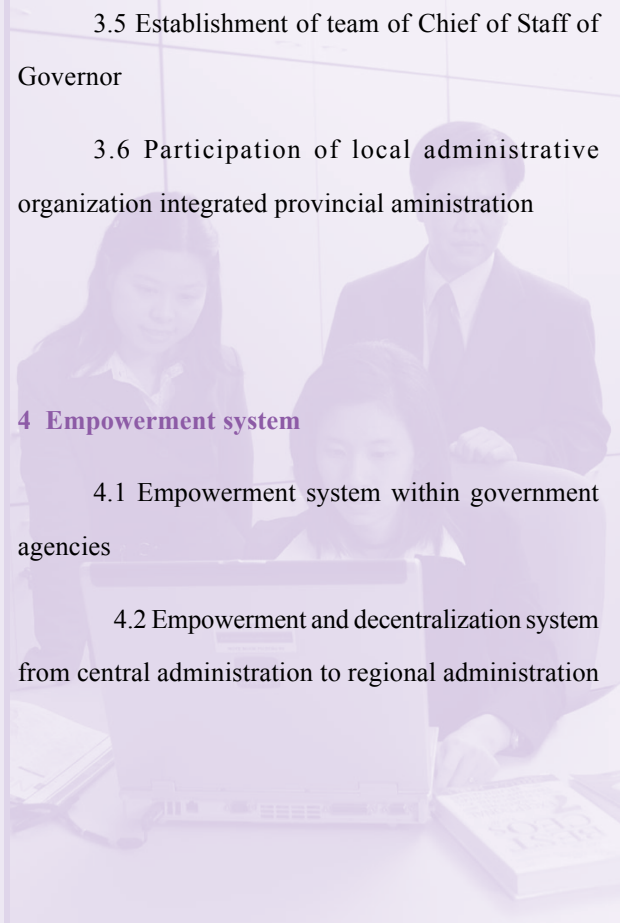 3.5 Establishment of team of Chief of Staff of
Governor
3.6 Participation of local administrative
organization integrated provincial aministration
4 Empowerment system
4.1 Empowerment system within government
agencies
4.2 Empowerment and decentralization system
from central administration to regional administration